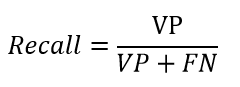 Recall = VP / (VP + FN)